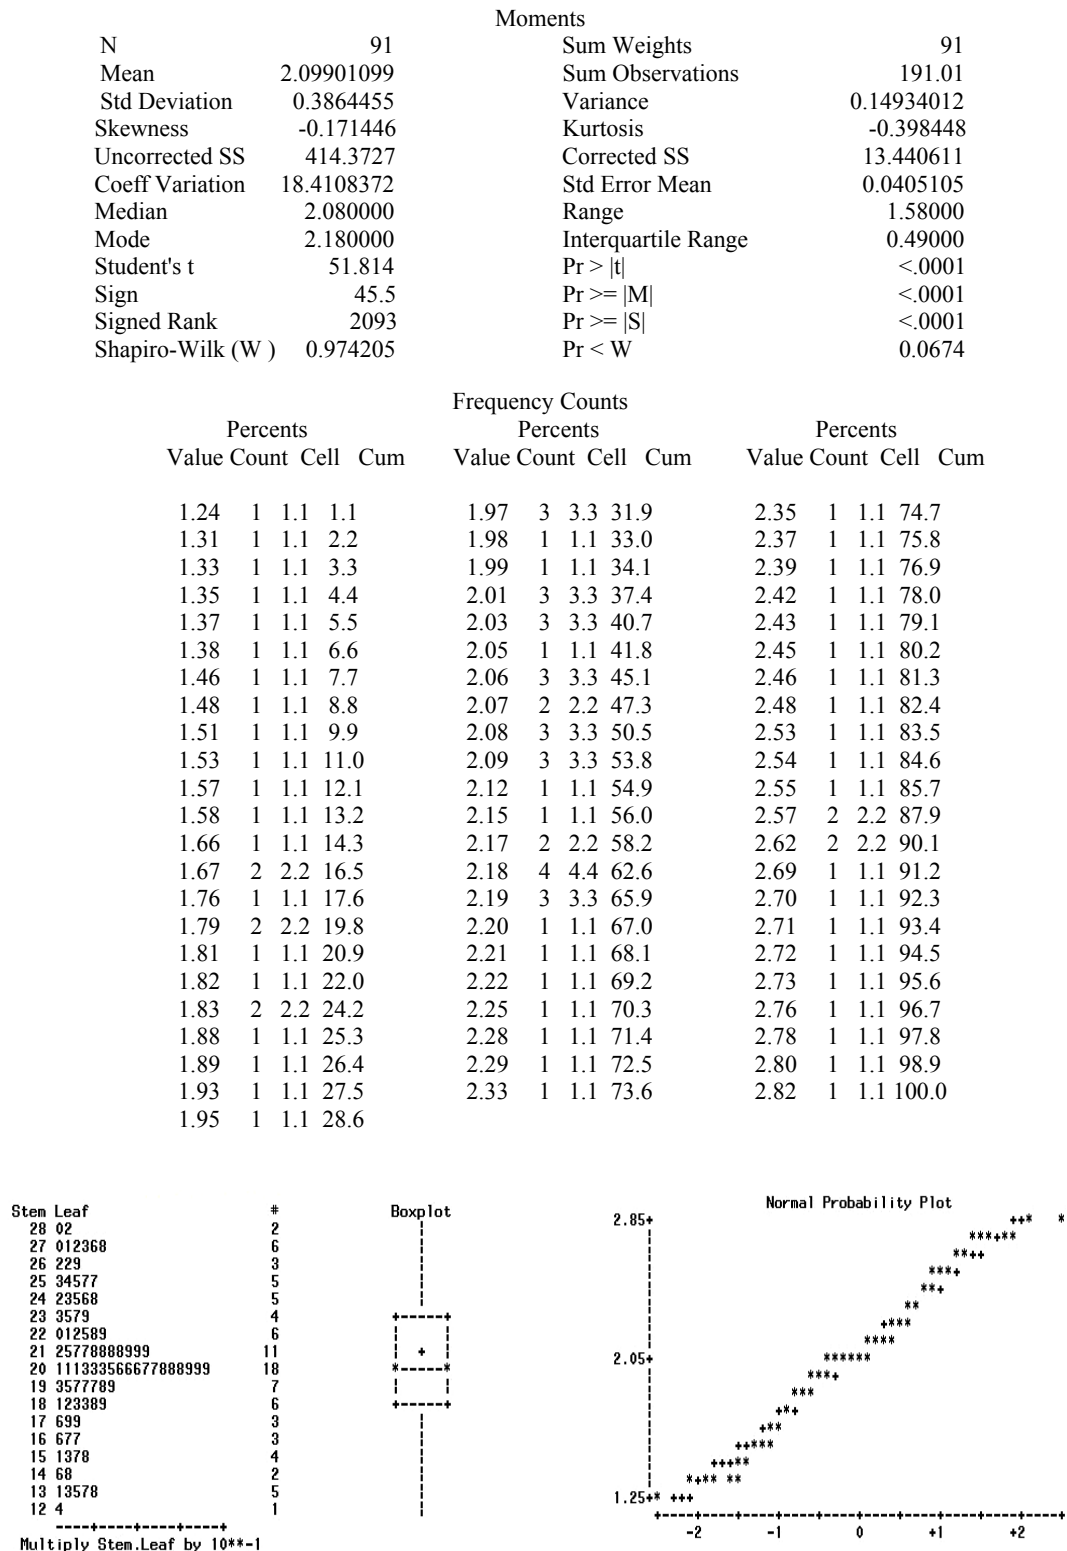 Moments
N 91 Sum Weights 91
Mean 2.09901099 Sum Observations 191.01
Std Deviation 0.3864455 Variance 0.14934012
Skewness -0.171446 Kurtosis -0.398448
Uncorrected SS 414.3727 Corrected SS 13.440611
Coeff Variation 18.4108372 Std Error Mean 0.0405105
Median 2.080000 Range 1.58000
Mode 2.180000 Interquartile Range 0.49000
Student's t 51.814 Pr > |t| <.0001
Sign 45.5 Pr >= |M| <.0001
Signed Rank 2093 Pr >= |S| <.0001
Shapiro-Wilk (W ) 0.974205 Pr < W 0.0674
Frequency Counts
Percents Percents Percents
Value Count Cell Cum Value Count Cell Cum Value Count Cell Cum
1.24 1 1.1 1.1 1.97 3 3.3 31.9 2.35 1 1.1 74.7
1.31 1 1.1 2.2 1.98 1 1.1 33.0 2.37 1 1.1 75.8
1.33 1 1.1 3.3 1.99 1 1.1 34.1 2.39 1 1.1 76.9
1.35 1 1.1 4.4 2.01 3 3.3 37.4 2.42 1 1.1 78.0
1.37 1 1.1 5.5 2.03 3 3.3 40.7 2.43 1 1.1 79.1
1.38 1 1.1 6.6 2.05 1 1.1 41.8 2.45 1 1.1 80.2
1.46 1 1.1 7.7 2.06 3 3.3 45.1 2.46 1 1.1 81.3
1.48 1 1.1 8.8 2.07 2 2.2 47.3 2.48 1 1.1 82.4
1.51 1 1.1 9.9 2.08 3 3.3 50.5 2.53 1 1.1 83.5
1.53 1 1.1 11.0 2.09 3 3.3 53.8 2.54 1 1.1 84.6
1.57 1 1.1 12.1 2.12 1 1.1 54.9 2.55 1 1.1 85.7
1.58 1 1.1 13.2 2.15 1 1.1 56.0 2.57 2 2.2 87.9
1.66 1 1.1 14.3 2.17 2 2.2 58.2 2.62 2 2.2 90.1
1.67 2 2.2 16.5 2.18 4 4.4 62.6 2.69 1 1.1 91.2
1.76 1 1.1 17.6 2.19 3 3.3 65.9 2.70 1 1.1 92.3
1.79 2 2.2 19.8 2.20 1 1.1 67.0 2.71 1 1.1 93.4
1.81 1 1.1 20.9 2.21 1 1.1 68.1 2.72 1 1.1 94.5
1.82 1 1.1 22.0 2.22 1 1.1 69.2 2.73 1 1.1 95.6
1.83 2 2.2 24.2 2.25 1 1.1 70.3 2.76 1 1.1 96.7
1.88 1 1.1 25.3 2.28 1 1.1 71.4 2.78 1 1.1 97.8
1.89 1 1.1 26.4 2.29 1 1.1 72.5 2.80 1 1.1 98.9
1.93 1 1.1 27.5 2.33 1 1.1 73.6 2.82 1 1.1 100.0
1.95 1 1.1 28.6
Stem Leaf # Boxplot
28 02 2
27 012368 6
26 229 3
25 34577 5
24 23568 5
23 3579 4
22 012589 6
21 25778888999 11
20 111333566677888999 18
19 3577789 7
18 123389 6
17 699 3
16 677 3
15 1378 4
14 68 2
13 13578 5
12 4 1
Multiply Stem.Leaf by 10**-1
Normal Probability Plot
2.85
2.05
1.25
-2 -1 0 +1 +2